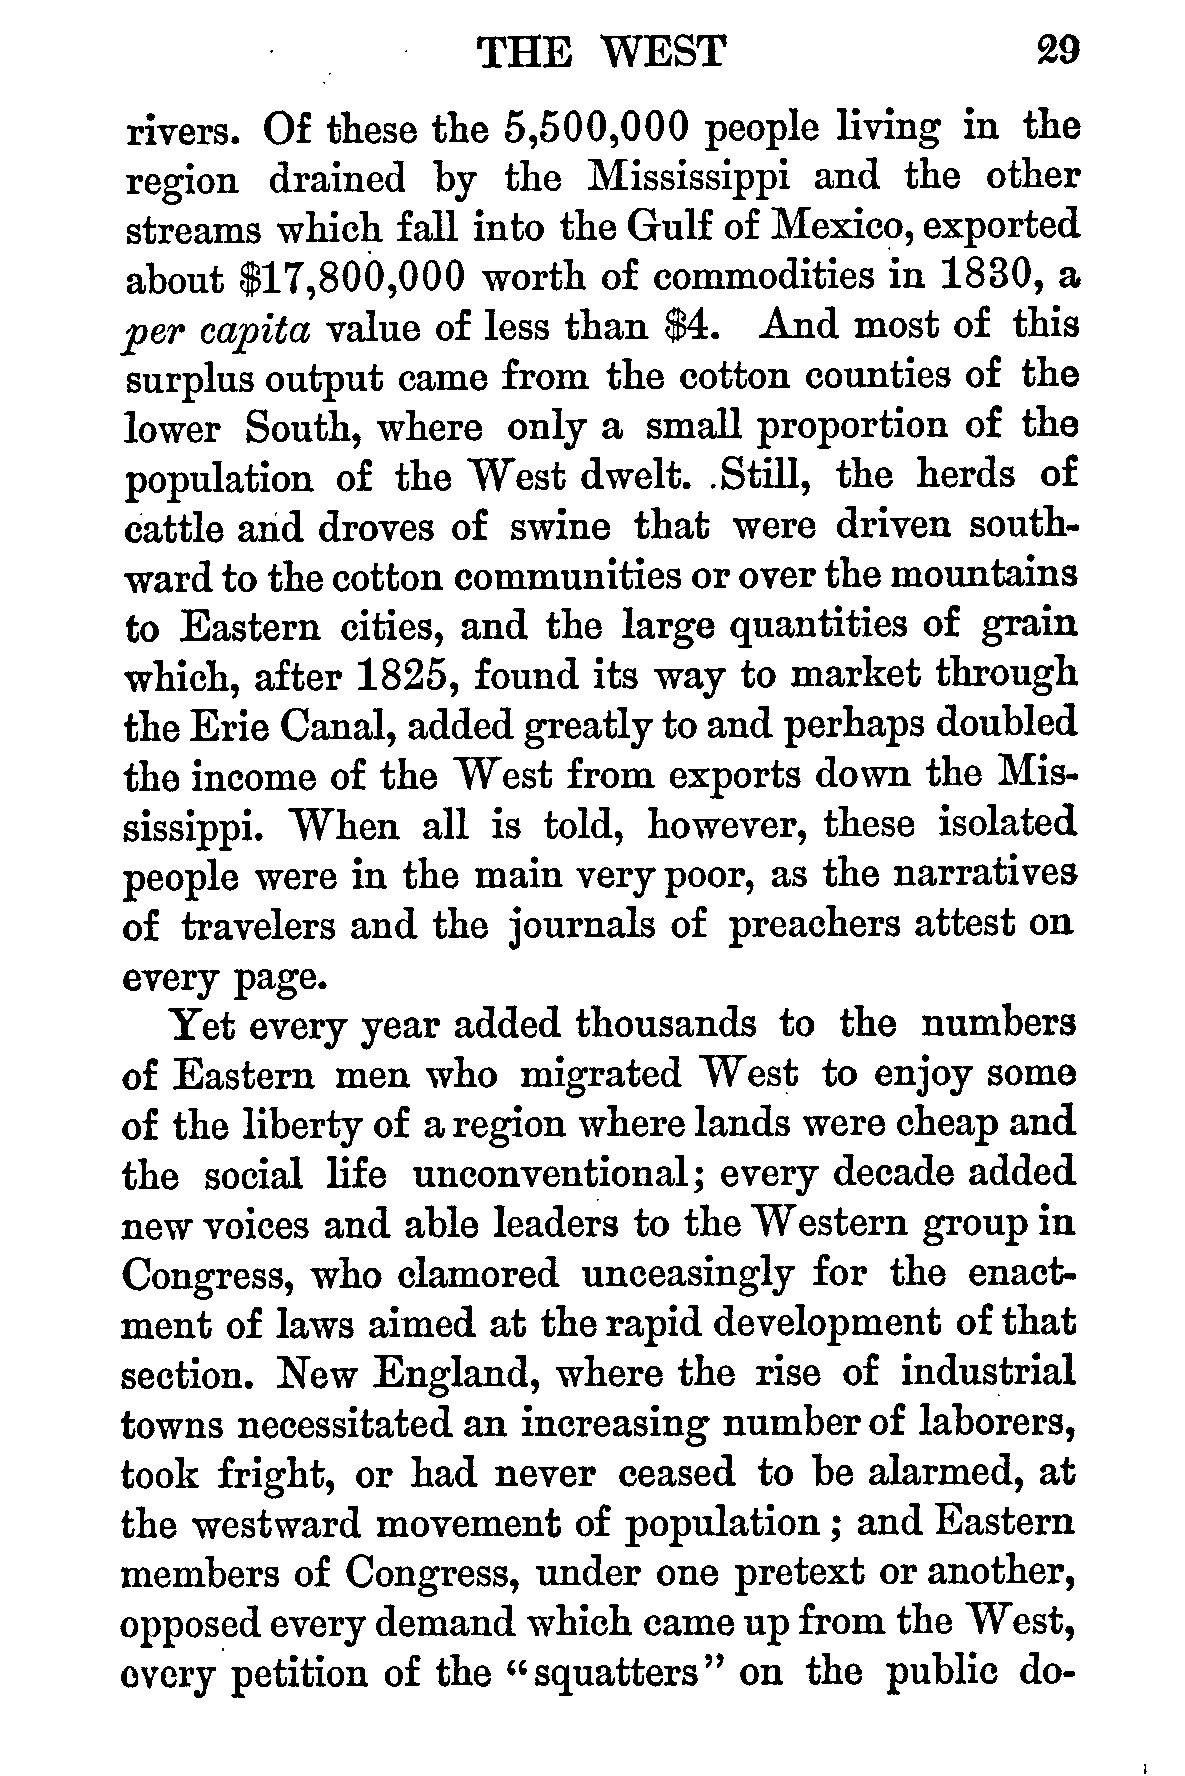 THE WEST 29
rivers. Of these the 5,500,000 people living in the
region drained by the Mississippi and the other
streams which fall into the Gulf of Mexico, exported
about $17,800,000 worth of commodities in 1830, a
per capita value of less than $4. And most of this
surplus output came from the cotton counties of the
lower South, where only a small proportion of the
population of the West dwelt. Still, the herds of
cattle and droves of swine that were driven south-
ward to the cotton communities or over the mountains
to Eastern cities, and the large quantities of grain
which, after 1825, found its way to market through
the Erie Canal, added greatly to and perhaps doubled
the income of the West from exports down the Mis-
sissippi. When all is told, however, these isolated
people were in the main very poor, as the narratives
of travelers and the journals of preachers attest on
every page.
Yet every year added thousands to the numbers
of Eastern men who migrated West to enjoy some
of the liberty of a region where lands were cheap and
the social life unconventional; every decade added
new voices and able leaders to the Western group in
Congress, who clamored unceasingly for the enact-
ment of laws aimed at the rapid development of that
section. New England, where the rise of industrial
towns necessitated an increasing number of laborers,
took fright, or had never ceased to be alarmed, at
the westward movement of population; and Eastern
members of Congress, under one pretext or another,
opposed every demand which came up from the West,
every petition of the "squatters" on the public do-